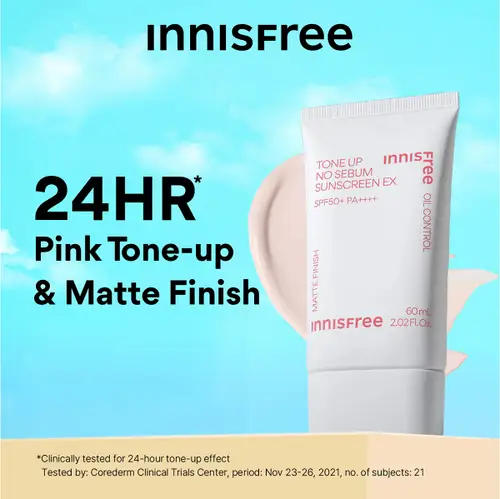 innisfree
24HR*
Pink Tone-up
& Matte Finish
TONE UP
NO SEBUM
SUNSCREEN EX
SPF50+ PA++++
innisfree
OIL CONTROL
MATTE FINISH
innisfree
60mL
2.02Fl.Oz.
*Clinically tested for 24-hour tone-up effect
Tested by: Corederm Clinical Trials Center, period: Nov 23-26, 2021, no. of subjects: 21